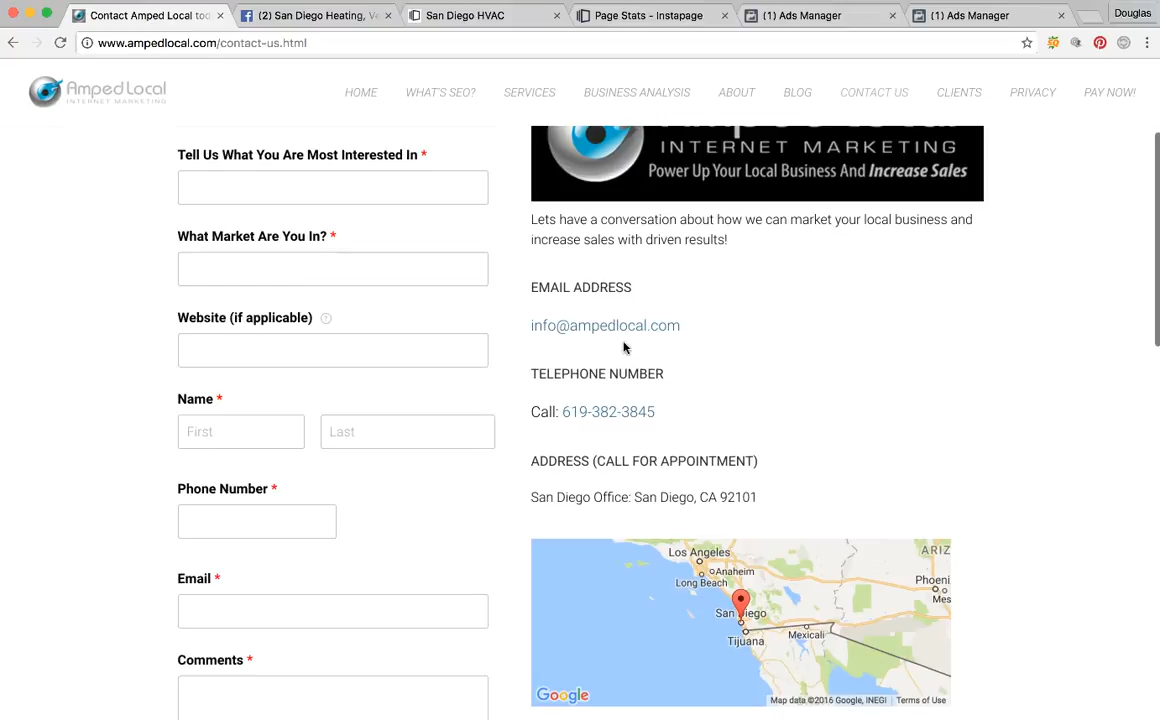 Contact Amped Local tod
(2) San Diego Heating, Ve
San Diego HVAC
Page Stats - Instapage
(1) Ads Manager
(1) Ads Manager
Douglas
www.ampedlocal.com/contact-us.html
Amped Local
INTERNET MARKETING
HOME
WHAT'S SEO?
SERVICES
BUSINESS ANALYSIS
ABOUT
BLOG
CONTACT US
CLIENTS
PRIVACY
PAY NOW!
Tell Us What You Are Most Interested In *
What Market Are You In? *
Website (if applicable) ?
Name *
First
Last
Phone Number *
Email *
Comments *
INTERNET MARKETING
Power Up Your Local Business And Increase Sales
Lets have a conversation about how we can market your local business and
increase sales with driven results!
EMAIL ADDRESS
info@ampedlocal.com
TELEPHONE NUMBER
Call: 619-382-3845
ADDRESS (CALL FOR APPOINTMENT)
San Diego Office: San Diego, CA 92101
Los Angeles
Anaheim
Long Beach
ARIZ
Phoeni
Mes
San Diego
Tijuana
Mexicali
Google
Map data ©2016 Google, INEGI
Terms of Use